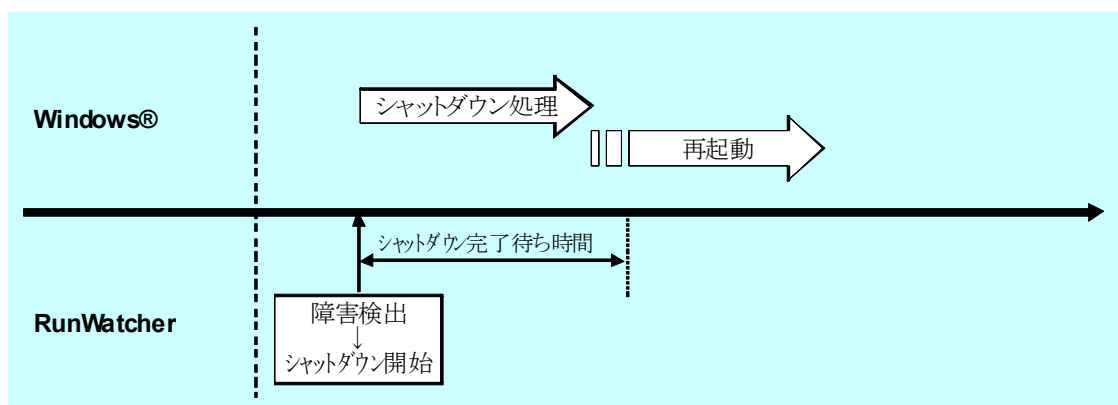 シャットダウン処理
Windows®
再起動
シャットダウン完了待ち時間
障害検出
↓
シャットダウン開始
RunWatcher